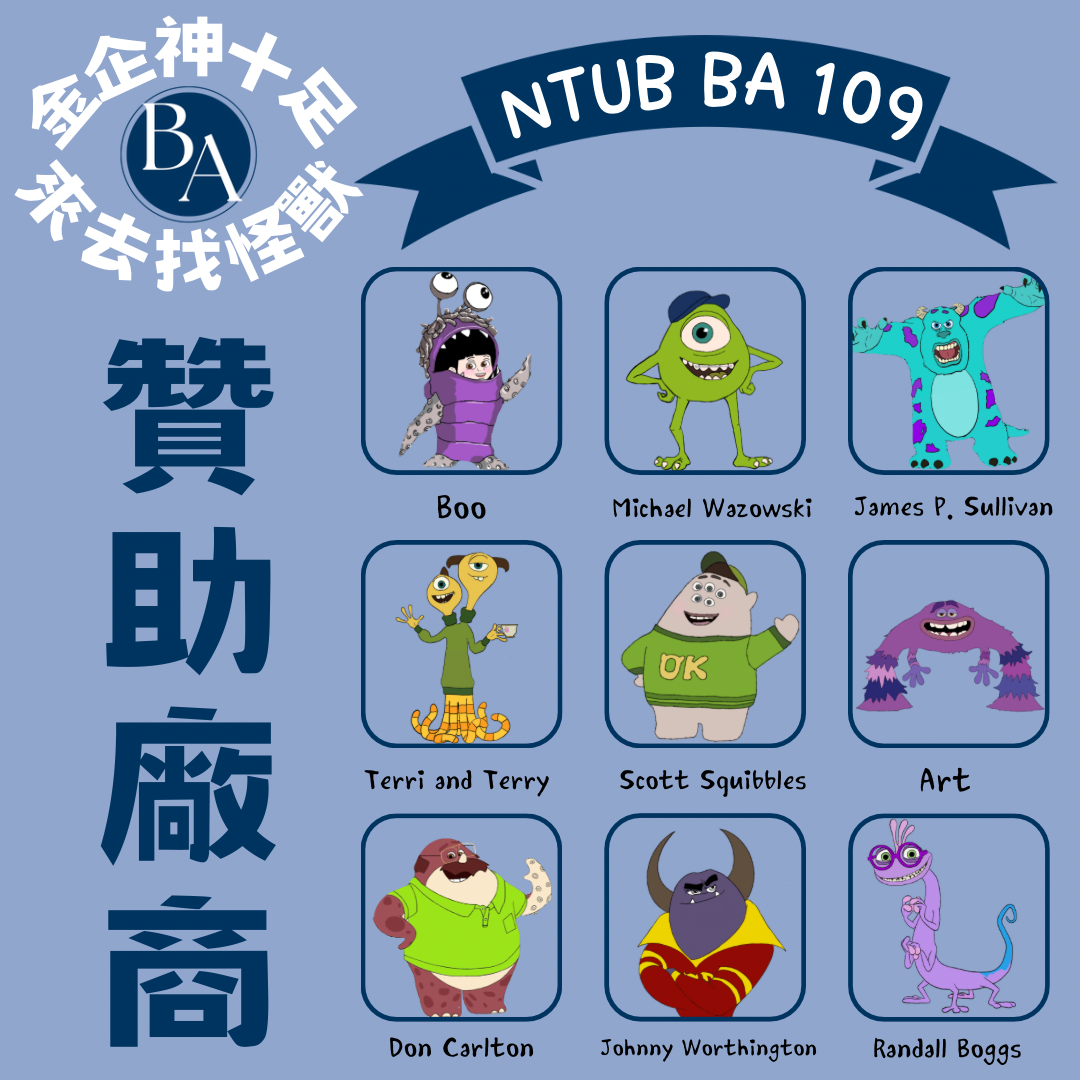 金企神十足
BA
來去找怪獸
NTUB BA 109
贊助廠商
Boo
Michael Wazowski
James P. Sullivan
Terri and Terry
OK
Scott Squibbles
Art
Don Carlton
Johnny Worthington
Randall Boggs